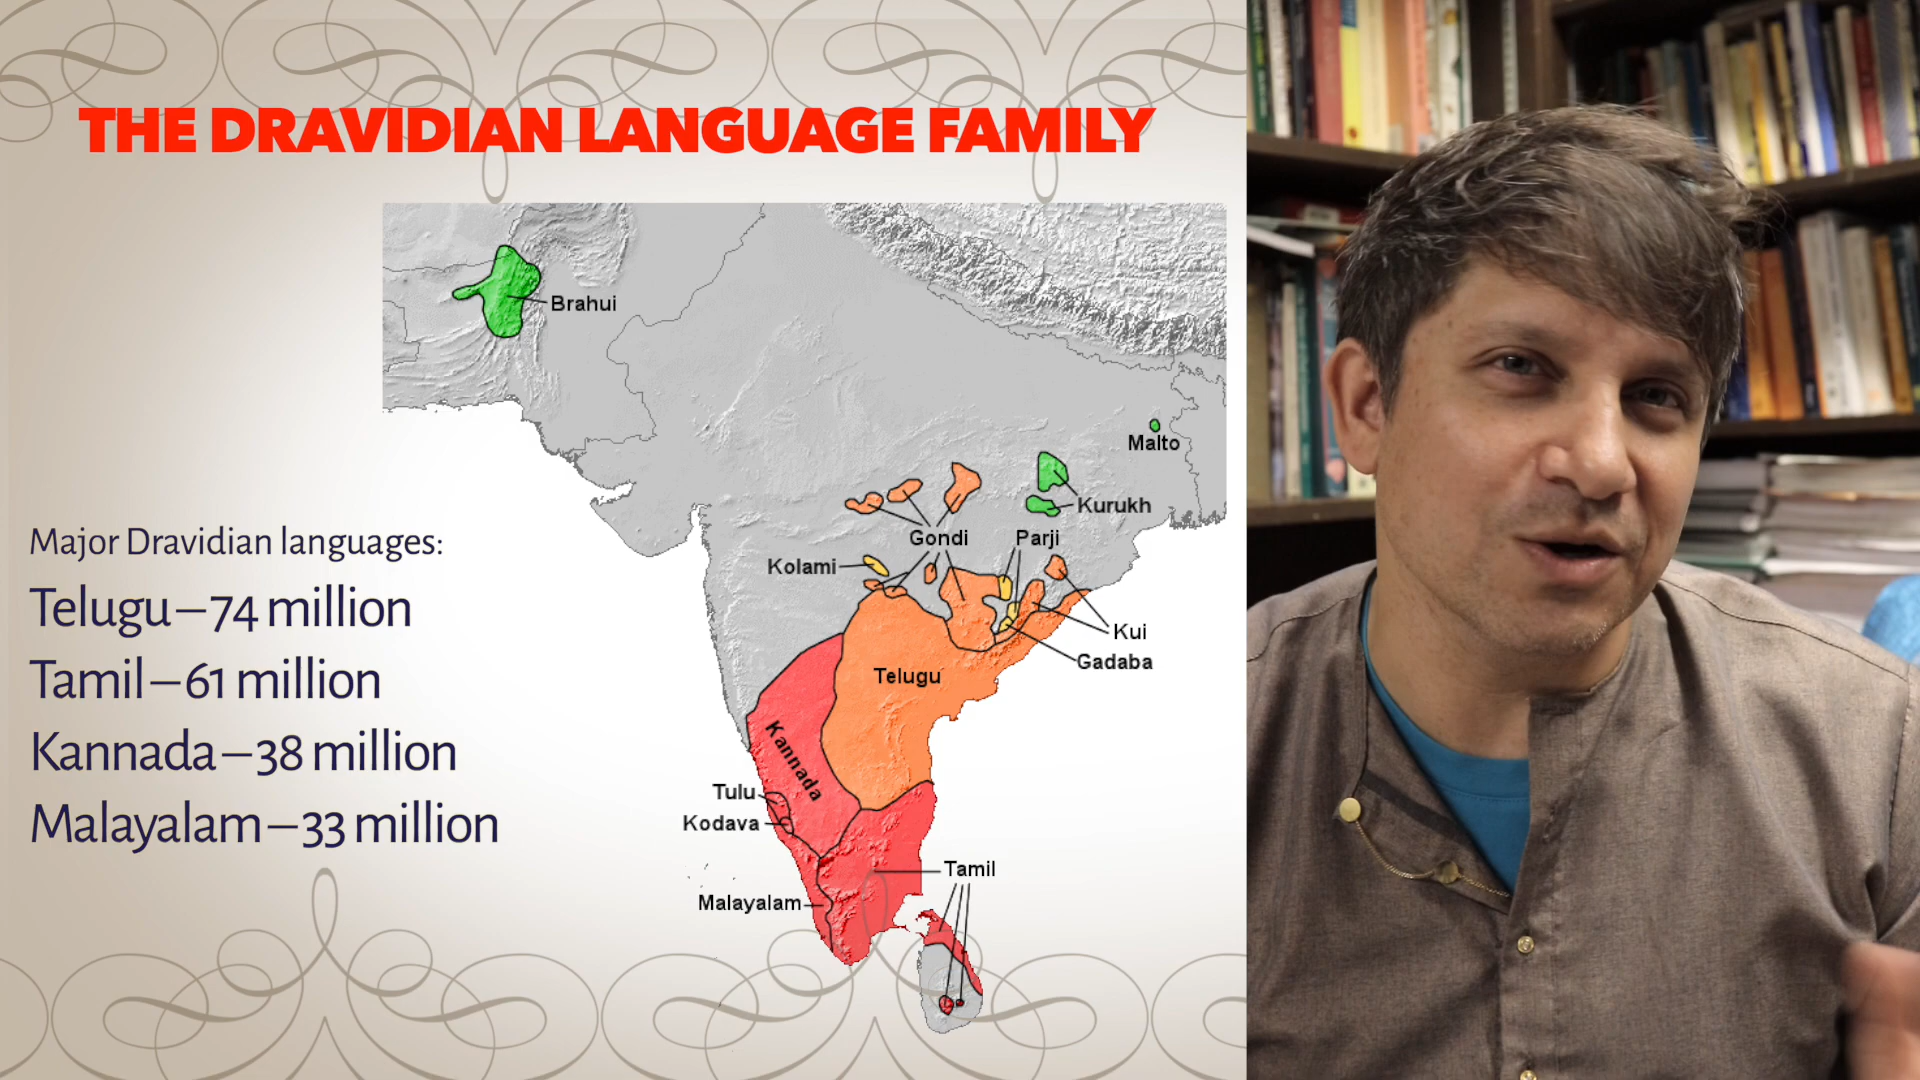 THE DRAVIDIAN LANGUAGE FAMILY
Brahui
Malto
Kurukh
Gondi
Parji
Kolami
Kui
Gadaba
Telugu
Kannada
Tulu
Kodava
Tamil
Malayalam
Major Dravidian languages:
Telugu – 74 million
Tamil – 61 million
Kannada – 38 million
Malayalam – 33 million